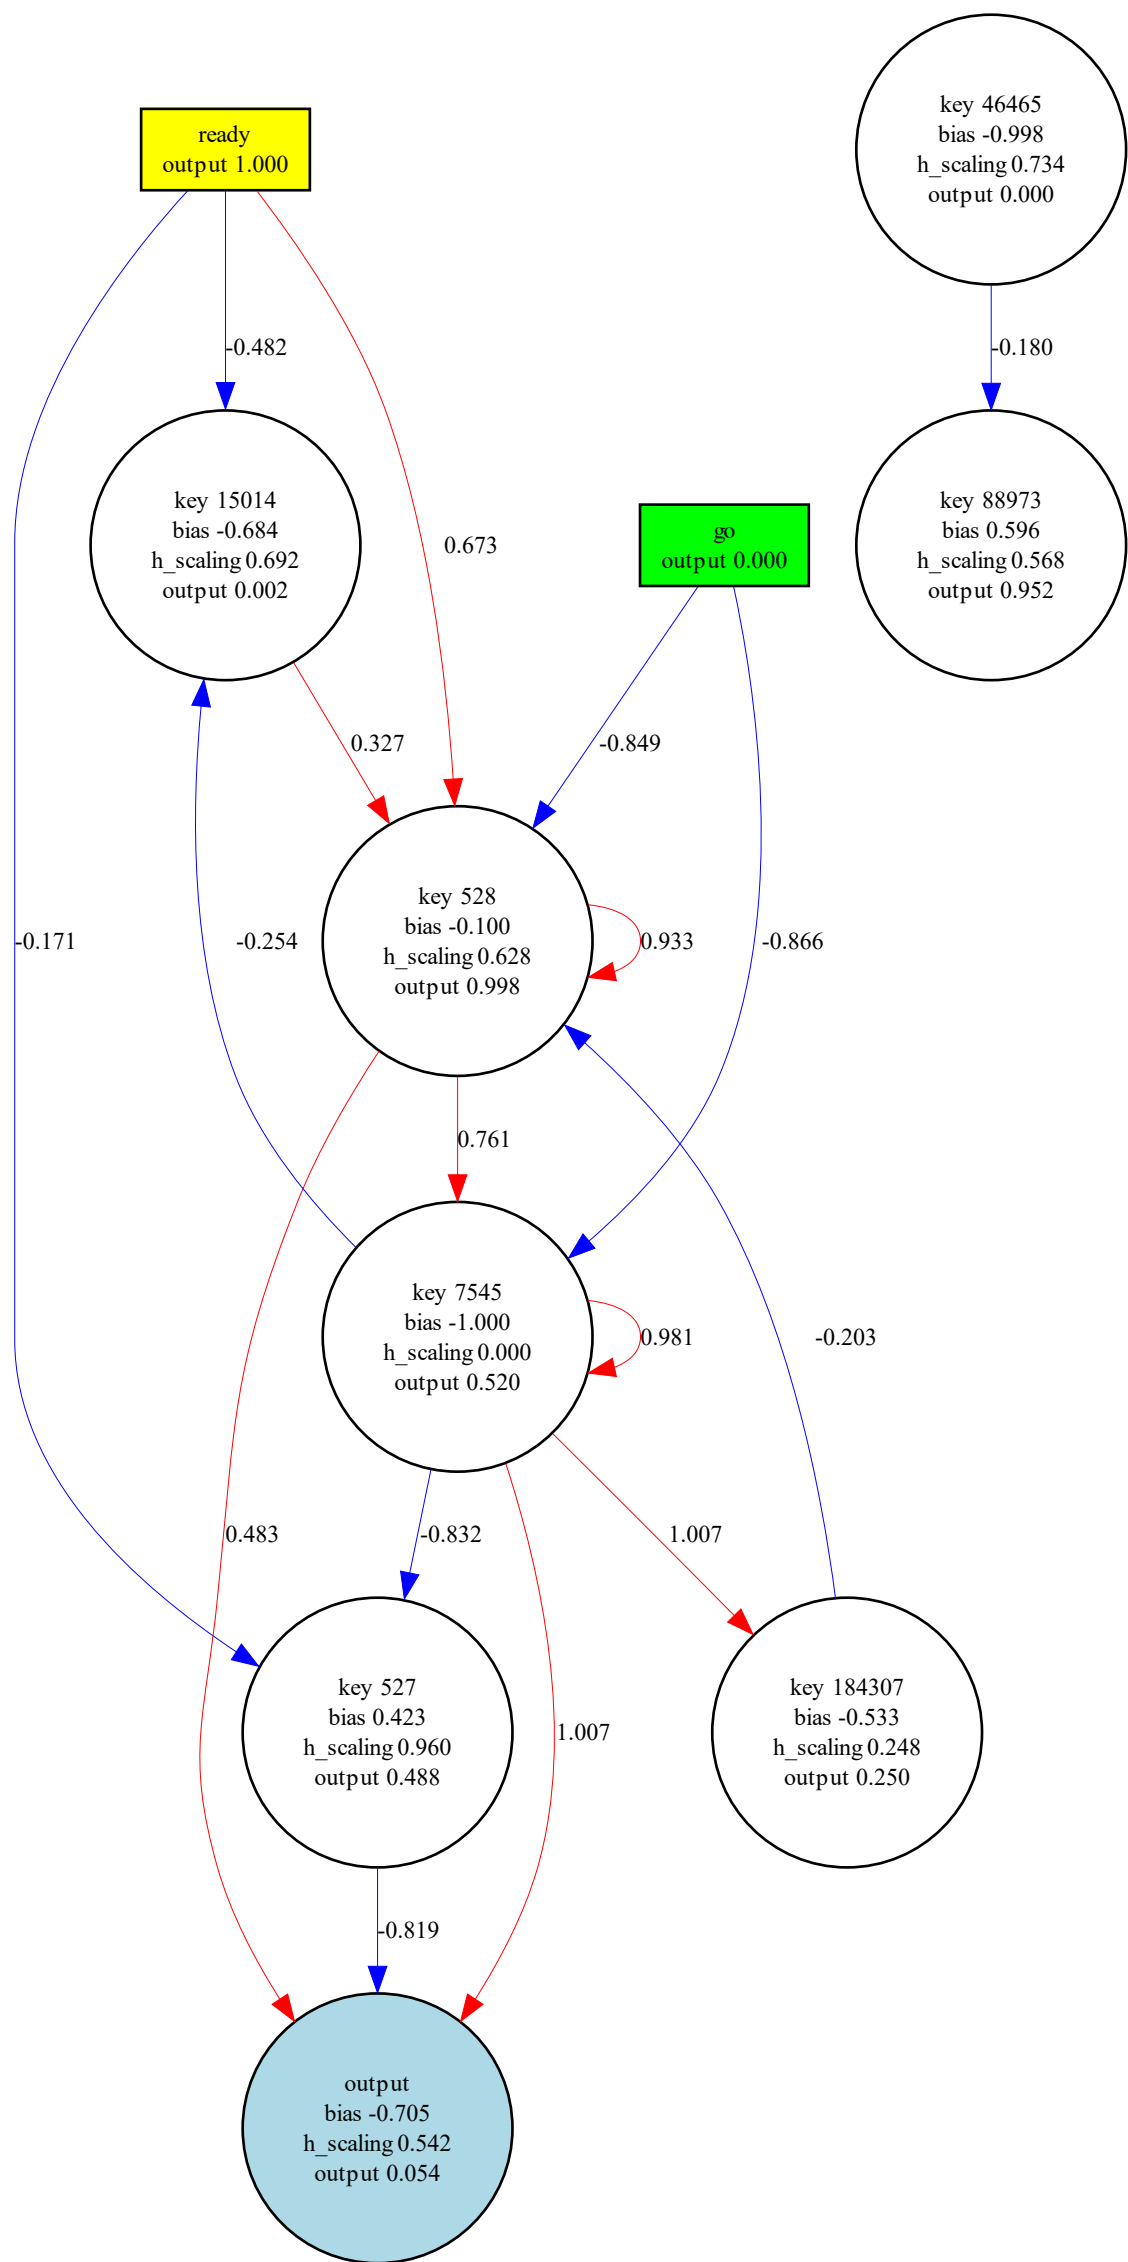 key 46465
bias -0.998
h_scaling 0.734
output 0.000
ready
output 1.000
-0.482
-0.180
key 15014
bias -0.684
h_scaling 0.692
output 0.002
0.673
go
output 0.000
key 88973
bias 0.596
h_scaling 0.568
output 0.952
0.327
-0.849
key 528
bias -0.100
h_scaling 0.628
output 0.998
-0.171
-0.254
0.933
-0.866
0.761
key 7545
bias -1.000
h_scaling 0.000
output 0.520
0.981
-0.203
0.483
-0.832
1.007
key 527
bias 0.423
h_scaling 0.960
output 0.488
1.007
key 184307
bias -0.533
h_scaling 0.248
output 0.250
-0.819
output
bias -0.705
h_scaling 0.542
output 0.054